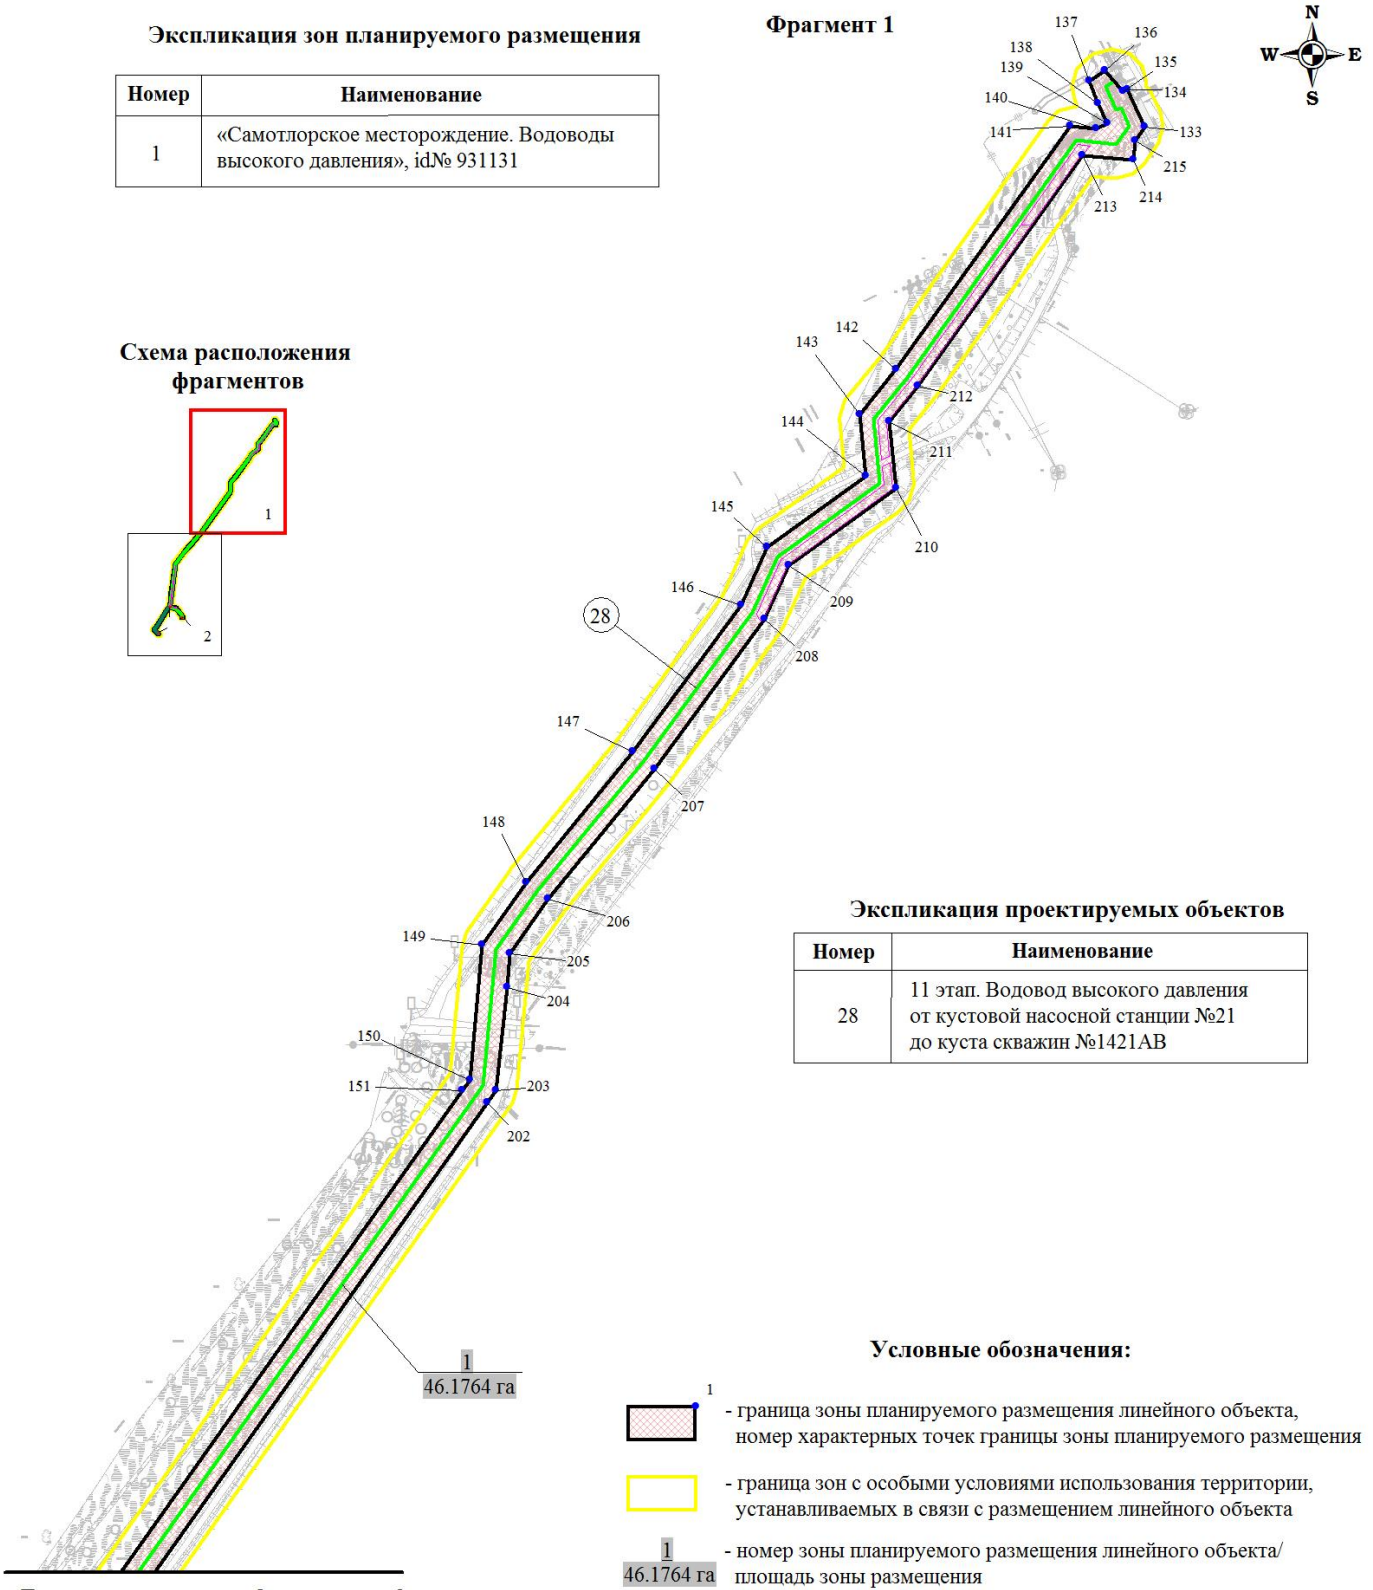 Фрагмент 1
Экспликация зон планируемого размещения
Номер
Наименование
1
«Самотлорское месторождение. Водоводы
высокого давления», id№ 931131
N
W
E
S
137
136
138
135
139
134
140
133
141
215
214
213
142
143
212
144
211
145
210
146
209
28
208
147
207
148
206
149
205
204
150
151
203
202
Схема расположения
фрагментов
1
2
Экспликация проектируемых объектов
Номер
Наименование
28
11 этап. Водовод высокого давления
от кустовой насосной станции №21
до куста скважин №1421АВ
1
46.1764 га
Условные обозначения:
1
- граница зоны планируемого размещения линейного объекта,
номер характерных точек границы зоны планируемого размещения
- граница зон с особыми условиями использования территории,
устанавливаемых в связи с размещением линейного объекта
1
46.1764 га
- номер зоны планируемого размещения линейного объекта/
площадь зоны размещения